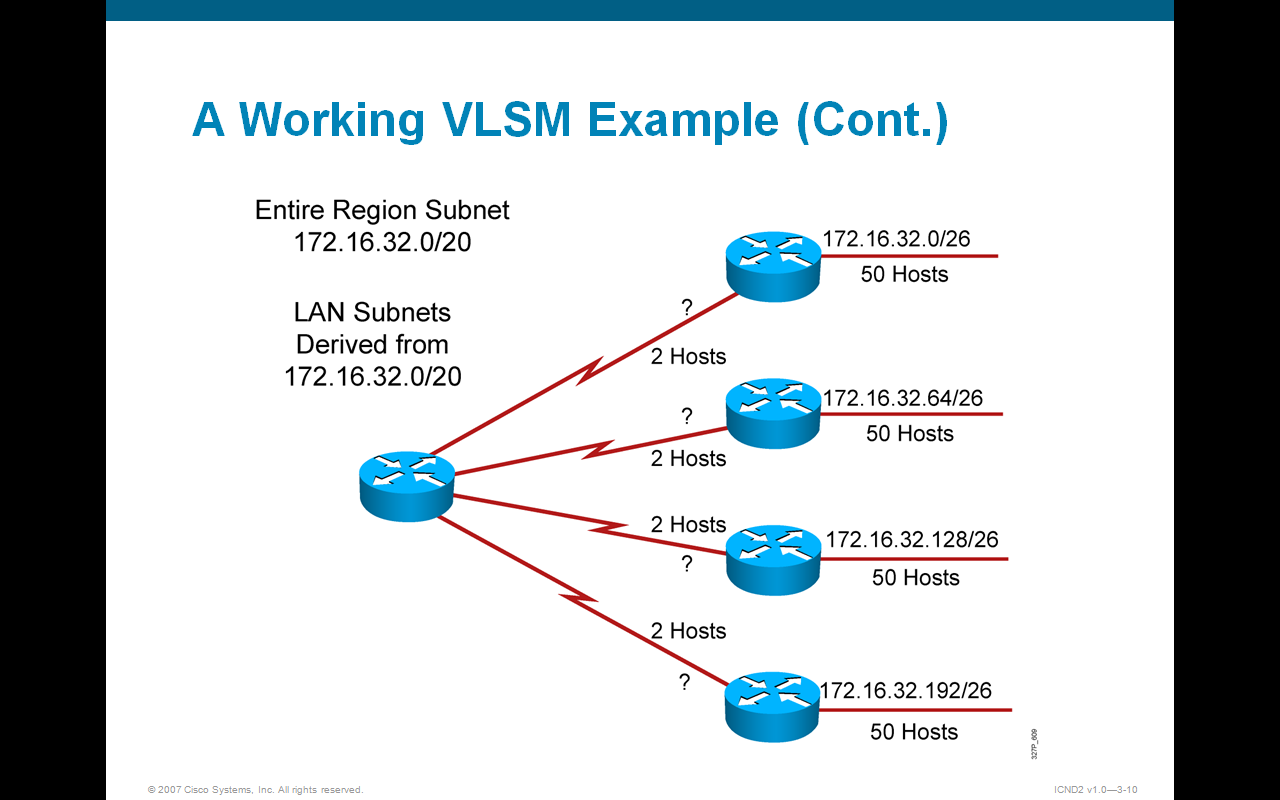 A Working VLSM Example (Cont.)
Entire Region Subnet
172.16.32.0/20
LAN Subnets
Derived from
172.16.32.0/20
172.16.32.0/26
50 Hosts
?
2 Hosts
172.16.32.64/26
50 Hosts
?
2 Hosts
172.16.32.128/26
50 Hosts
2 Hosts
?
172.16.32.192/26
50 Hosts
2 Hosts
?
327P_609
© 2007 Cisco Systems, Inc. All rights reserved.
ICND2 v1.0—3-10